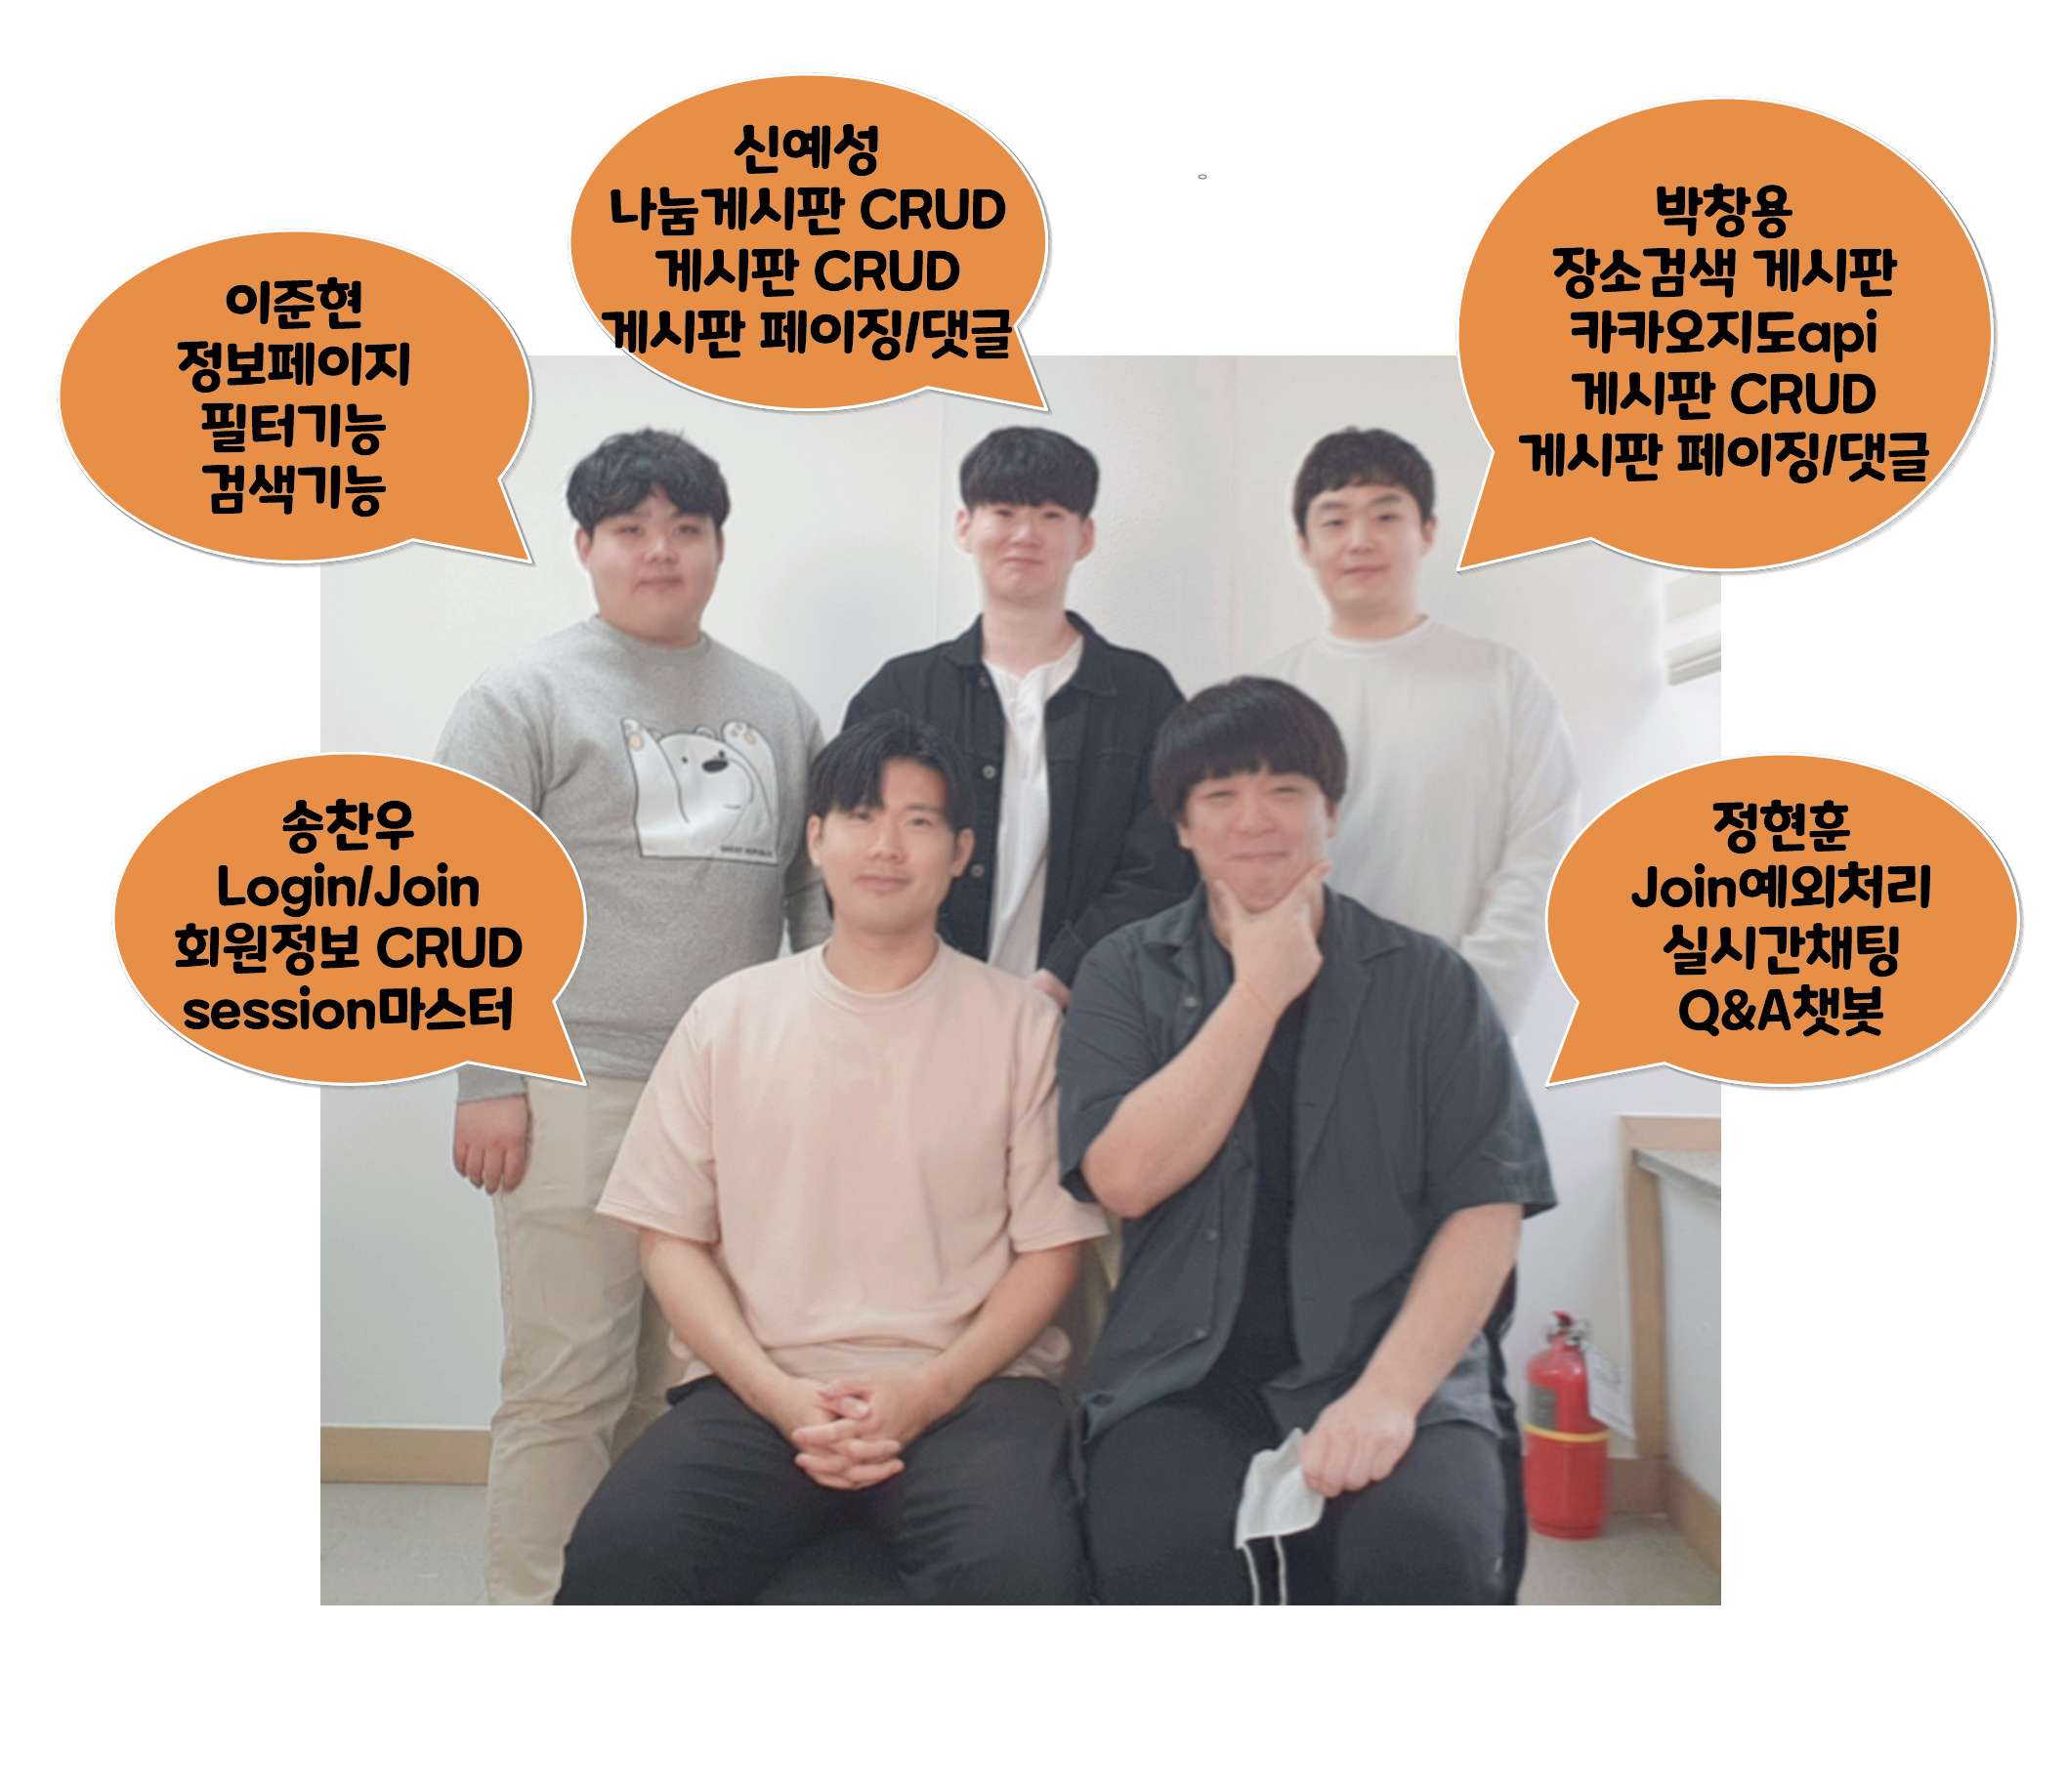 신예성
나눔게시판 CRUD
게시판 CRUD
게시판 페이징/댓글
박창용
장소검색 게시판
카카오지도api
게시판 CRUD
게시판 페이징/댓글
이준현
정보페이지
필터기능
검색기능
송찬우
Login/Join
회원정보 CRUD
session마스터
정현훈
Join예외처리
실시간채팅
Q&A챗봇